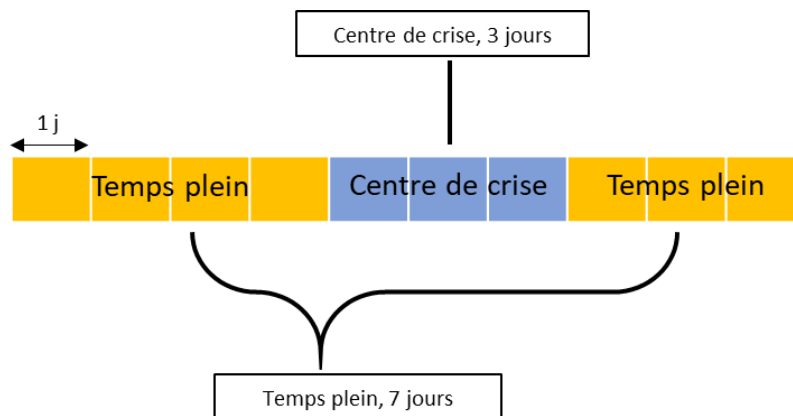 Centre de crise, 3 jours
1 j
Temps plein Centre de crise Temps plein
Temps plein, 7 jours